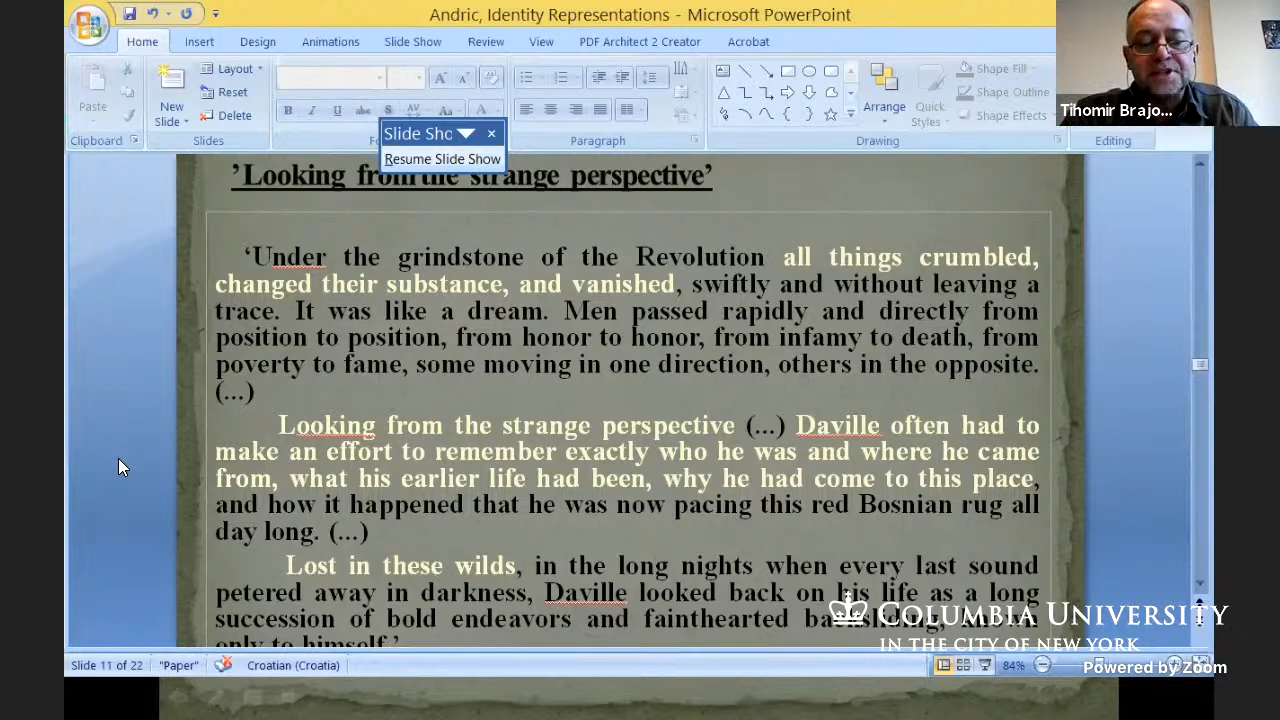 Andric, Identity Representations - Microsoft PowerPoint
Home Insert Design Animations Slide Show Review View PDF Architect 2 Creator Acrobat
Paste
Clipboard
New Slide
Layout
Reset
Delete
Slides
B I U abc S AV Aa A
Paragraph
Arrange
Quick Styles
Shape Fill
Shape Outline
Shape Effects
Drawing
Editing
Tihomir Brajo...
Slide Sho
Resume Slide Show
’Looking from the strange perspective’
‘Under the grindstone of the Revolution all things crumbled,
changed their substance, and vanished, swiftly and without leaving a
trace. It was like a dream. Men passed rapidly and directly from
position to position, from honor to honor, from infamy to death, from
poverty to fame, some moving in one direction, others in the opposite.
(...)
Looking from the strange perspective (...) Daville often had to
make an effort to remember exactly who he was and where he came
from, what his earlier life had been, why he had come to this place,
and how it happened that he was now pacing this red Bosnian rug all
day long. (...)
Lost in these wilds, in the long nights when every last sound
petered away in darkness, Daville looked back on his life as a long
succession of bold endeavors and fainthearted
only to himself.’
COLUMBIA UNIVERSITY
IN THE CITY OF NEW YORK
Slide 11 of 22 "Paper" Croatian (Croatia) 84%
Powered by Zoom